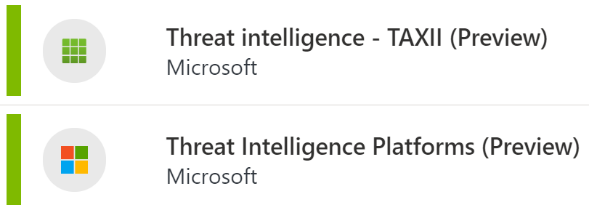 Threat intelligence - TAXII (Preview)
Microsoft
Threat Intelligence Platforms (Preview)
Microsoft